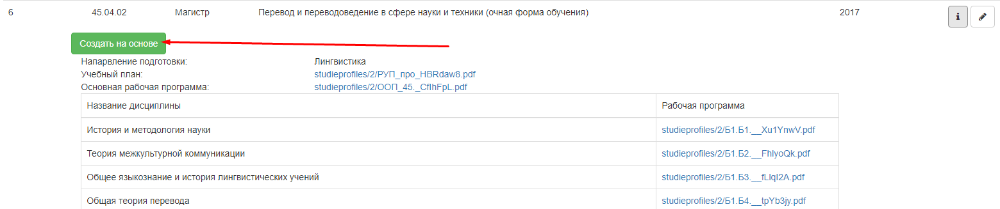 6 45.04.02 Магистр Перевод и переводоведение в сфере науки и техники (очная форма обучения) 2017
Создать на основе
Напарвление подготовки: Лингвистика
Учебный план: studieprofiles/2/РУП_про_HBRdaw8.pdf
Основная рабочая программа: studieprofiles/2/ООП_45._CfIhFpL.pdf
Название дисциплины Рабочая программа
История и методология науки studieprofiles/2/Б1.Б1.__Xu1YnwV.pdf
Теория межкультурной коммуникации studieprofiles/2/Б1.Б2.__FhIyoQk.pdf
Общее языкознание и история лингвистических учений studieprofiles/2/Б1.Б3.__fLIqI2A.pdf
Общая теория перевода studieprofiles/2/Б1.Б4.__tpYb3jy.pdf